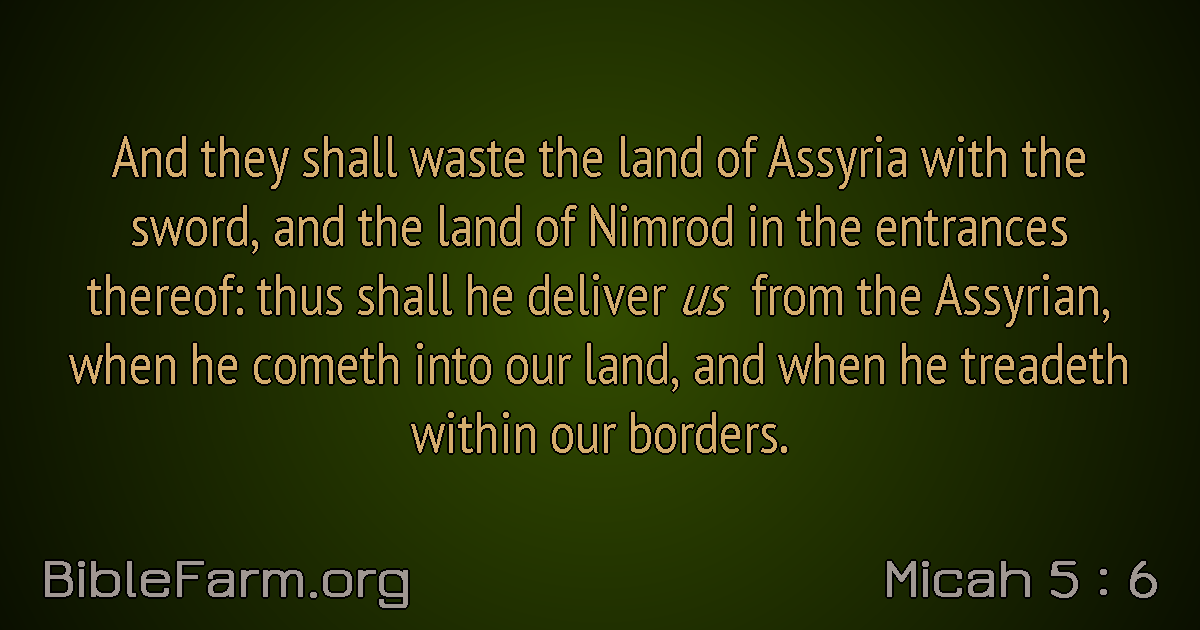 And they shall waste the land of Assyria with the
sword, and the land of Nimrod in the entrances
thereof: thus shall he deliver us from the Assyrian,
when he cometh into our land, and when he treadeth
within our borders.
BibleFarm.org
Micah 5 : 6